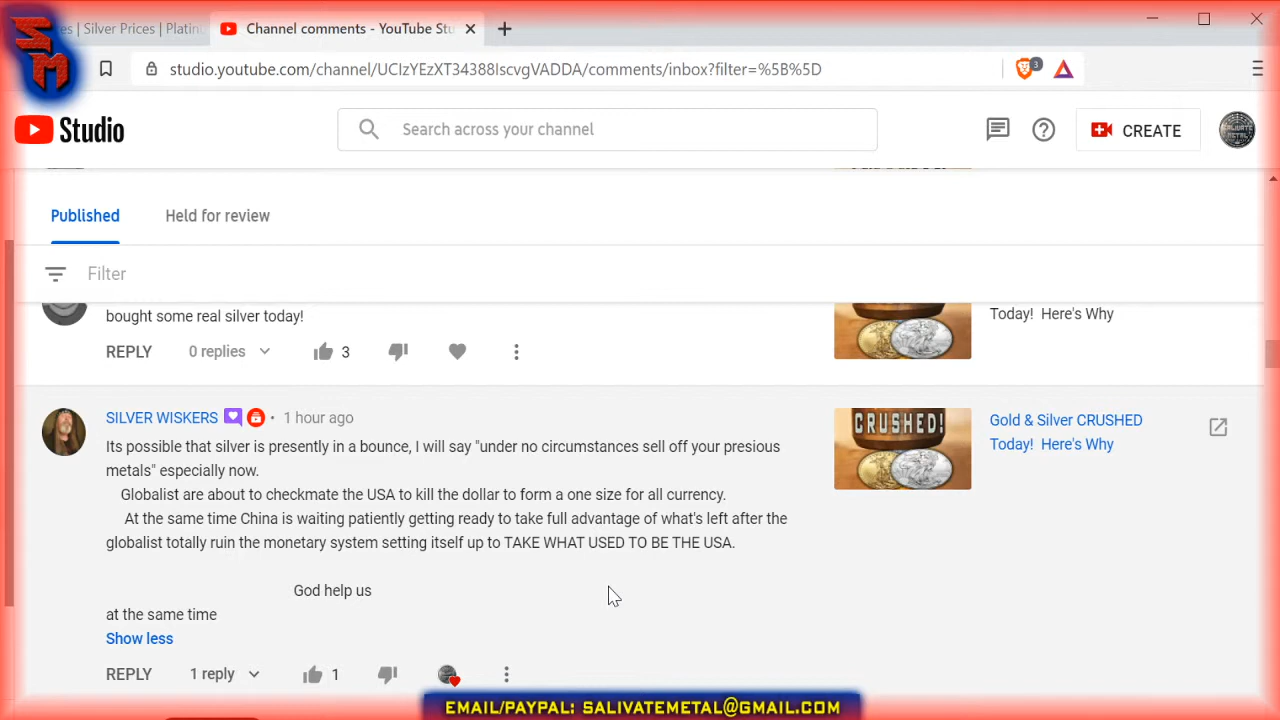 es | Silver Prices | Platin
Channel comments - YouTube Stu
SM
studio.youtube.com/channel/UCIzYEzXT34388lscvgVADDA/comments/inbox?filter=%5B%5D
3
Studio
Search across your channel
CREATE
Published
Held for review
Filter
bought some real silver today!
Today! Here's Why
REPLY 0 replies 3
SILVER WISKERS • 1 hour ago
CRUSHED!
Gold & Silver CRUSHED
Today! Here's Why
Its possible that silver is presently in a bounce, I will say "under no circumstances sell off your presious
metals" especially now.
Globalist are about to checkmate the USA to kill the dollar to form a one size for all currency.
At the same time China is waiting patiently getting ready to take full advantage of what's left after the
globalist totally ruin the monetary system setting itself up to TAKE WHAT USED TO BE THE USA.
God help us
at the same time
Show less
REPLY 1 reply 1
EMAIL/PAYPAL: SALIVATEMETAL@GMAIL.COM